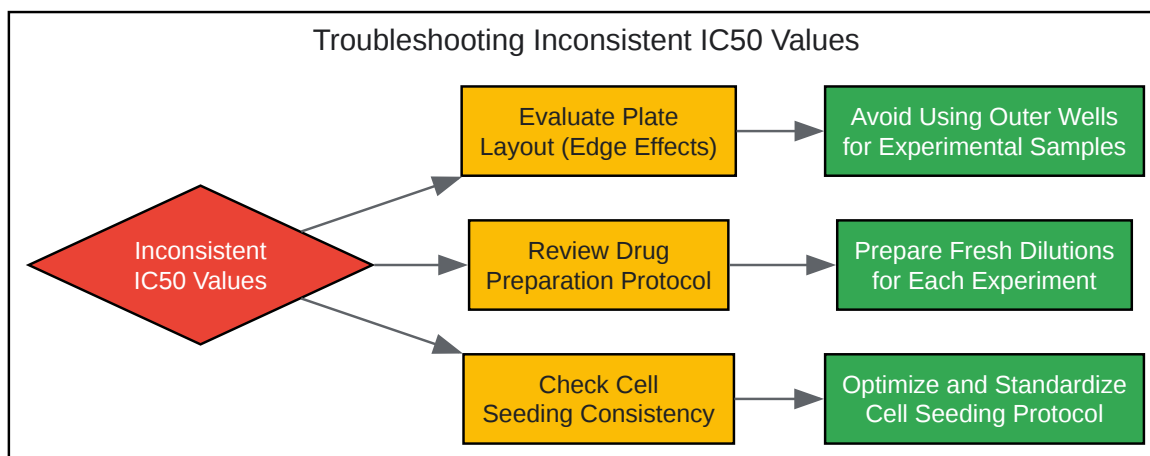 Troubleshooting Inconsistent IC50 Values
Inconsistent
IC50 Values
Evaluate Plate
Layout (Edge Effects)
Avoid Using Outer Wells
for Experimental Samples
Review Drug
Preparation Protocol
Prepare Fresh Dilutions
for Each Experiment
Check Cell
Seeding Consistency
Optimize and Standardize
Cell Seeding Protocol